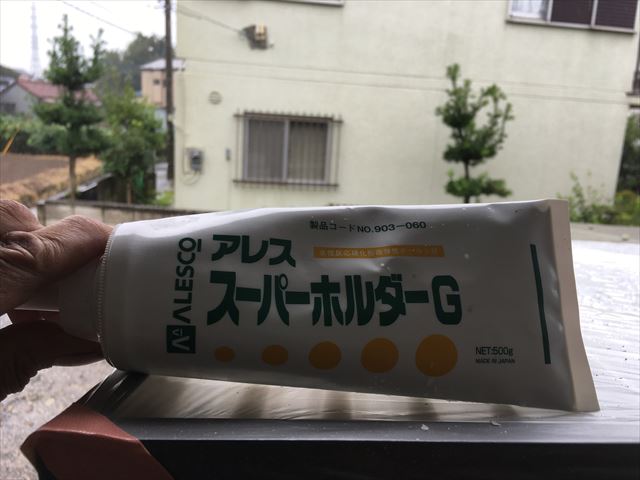 製品コードNO.903-060
アレス
スーパーホルダーG
ALESCO
NET:500g
MADE IN JAPAN